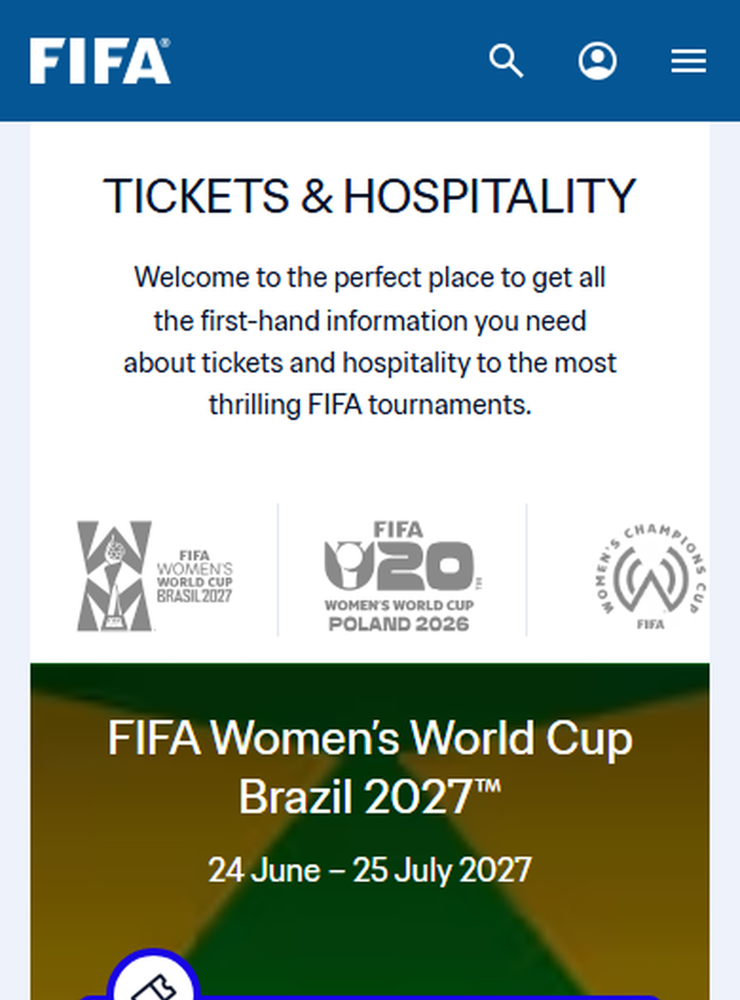 FIFA®
TICKETS & HOSPITALITY
Welcome to the perfect place to get all
the first-hand information you need
about tickets and hospitality to the most
thrilling FIFA tournaments.
FIFA
WOMEN'S
WORLD CUP
BRASIL 2027
FIFA
U20
WOMEN'S WORLD CUP
POLAND 2026
WOMEN'S CHAMPIONS CUP
FIFA
FIFA Women’s World Cup
Brazil 2027™
24 June – 25 July 2027